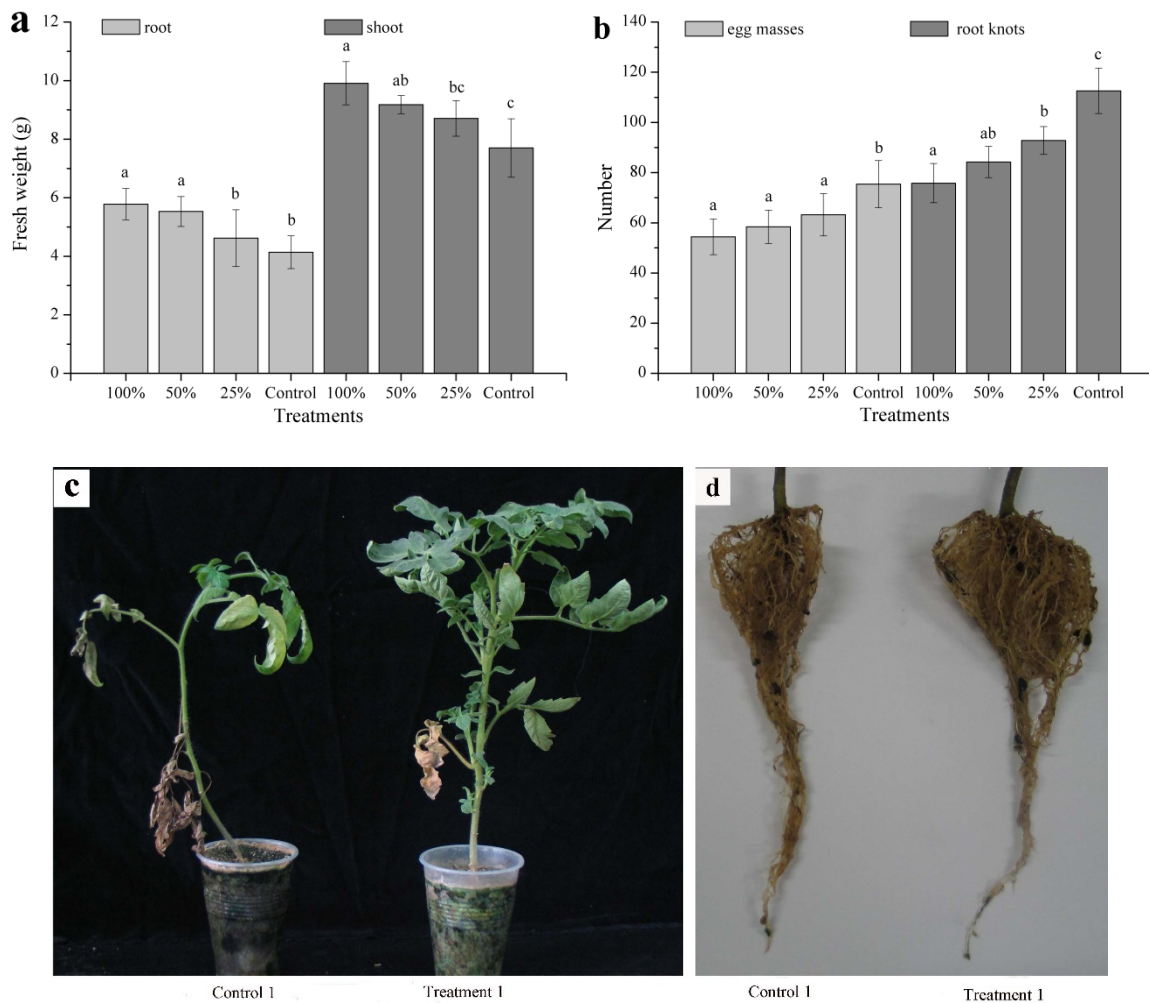 a
root
shoot
12
10
8
6
4
2
0
Fresh weight (g)
a
a
b
b
a
ab
bc
c
100%
50%
25%
Control
100%
50%
25%
Control
Treatments
b
egg masses
root knots
140
120
100
80
60
40
20
0
Number
a
a
a
b
a
ab
b
c
100%
50%
25%
Control
100%
50%
25%
Control
Treatments
c
Control 1
Treatment 1
d
Control 1
Treatment 1